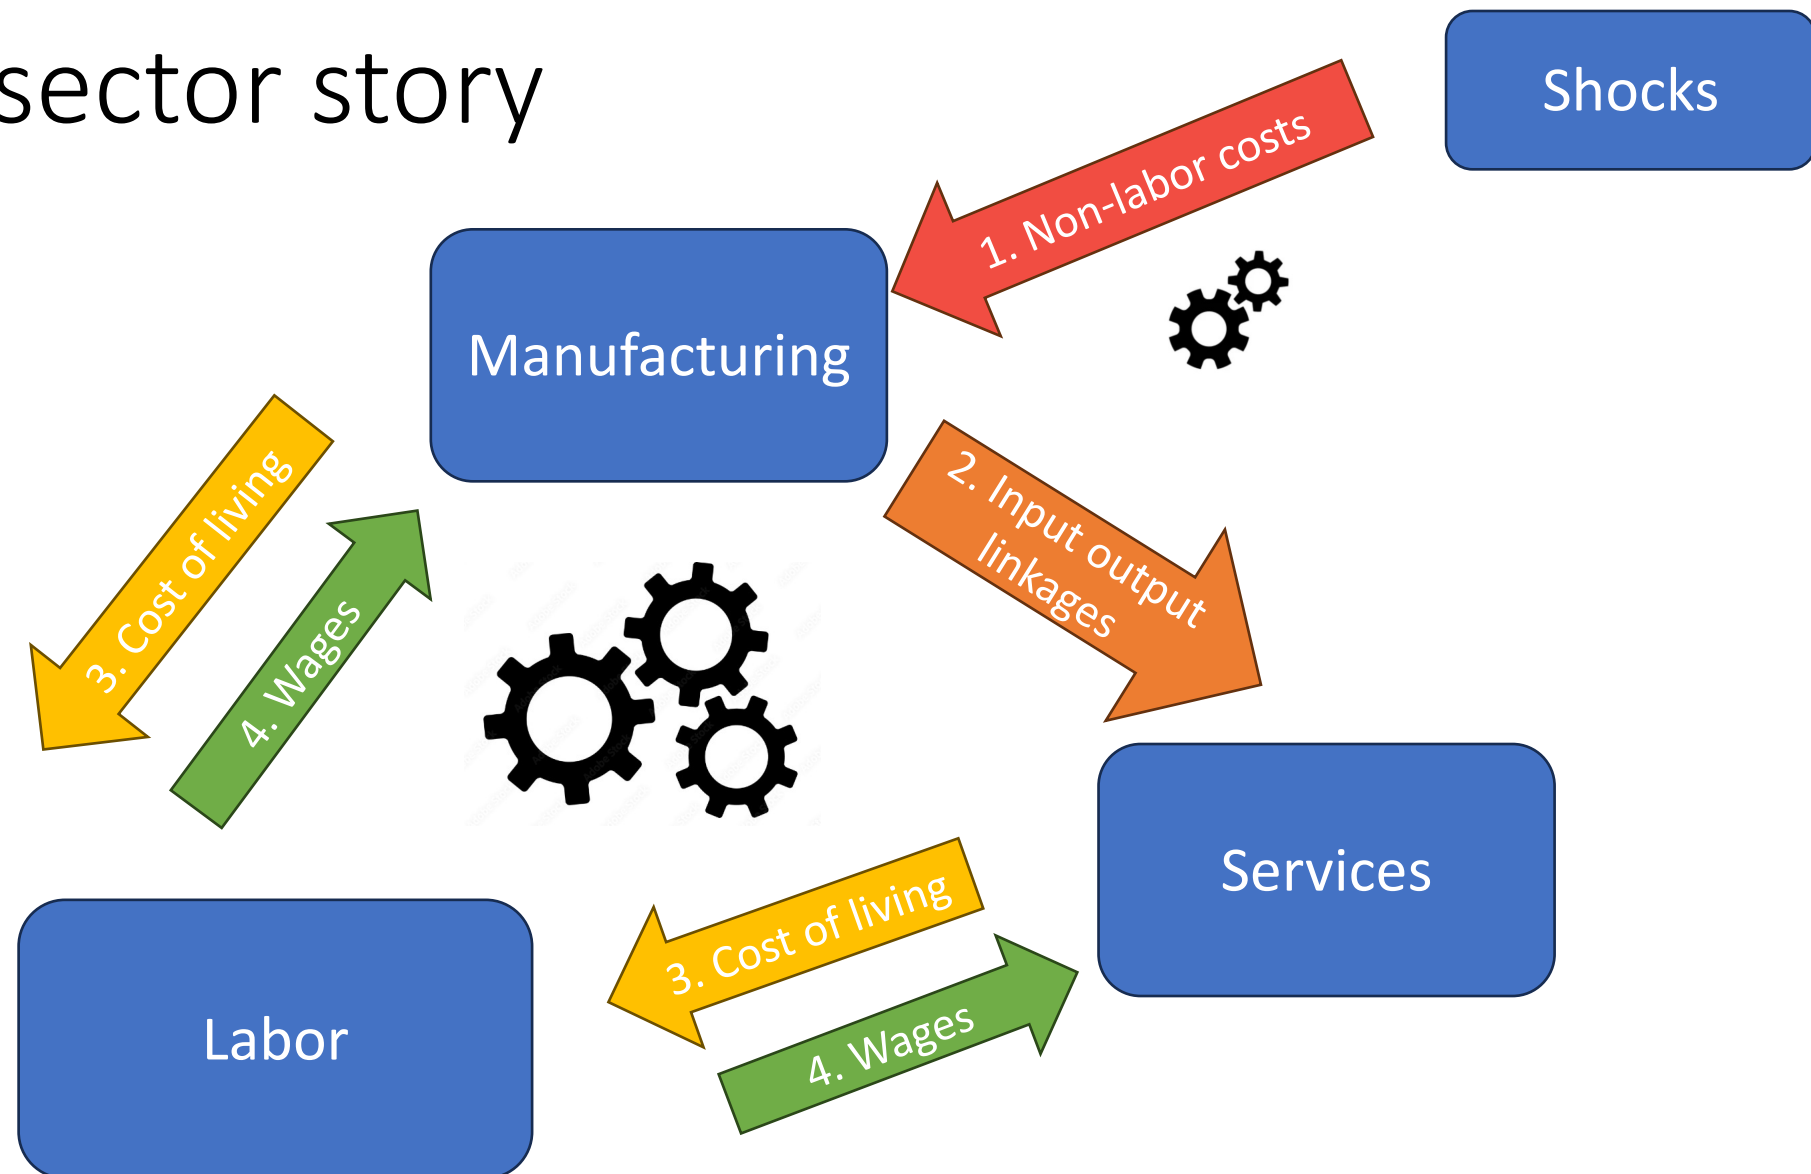 sector story
Shocks
1. Non-labor costs
Manufacturing
2. Input output
linkages
3. Cost of living
4. Wages
Services
3. Cost of living
4. Wages
Labor